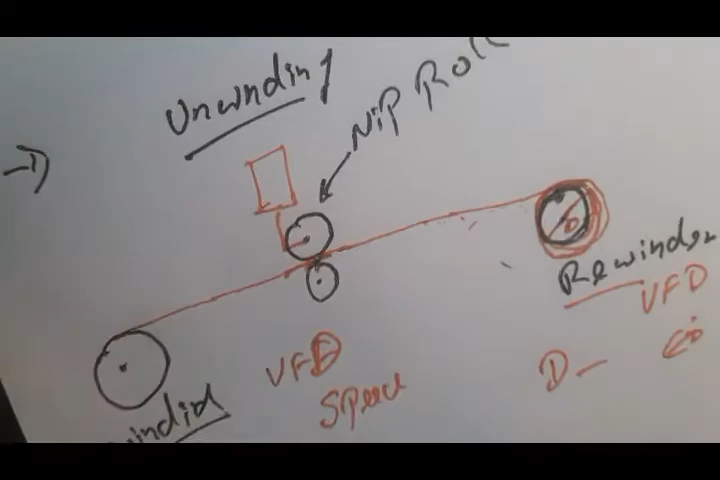 Unwinding
NiP Roll
Rewinder
VFD
VFD
Speed
D-